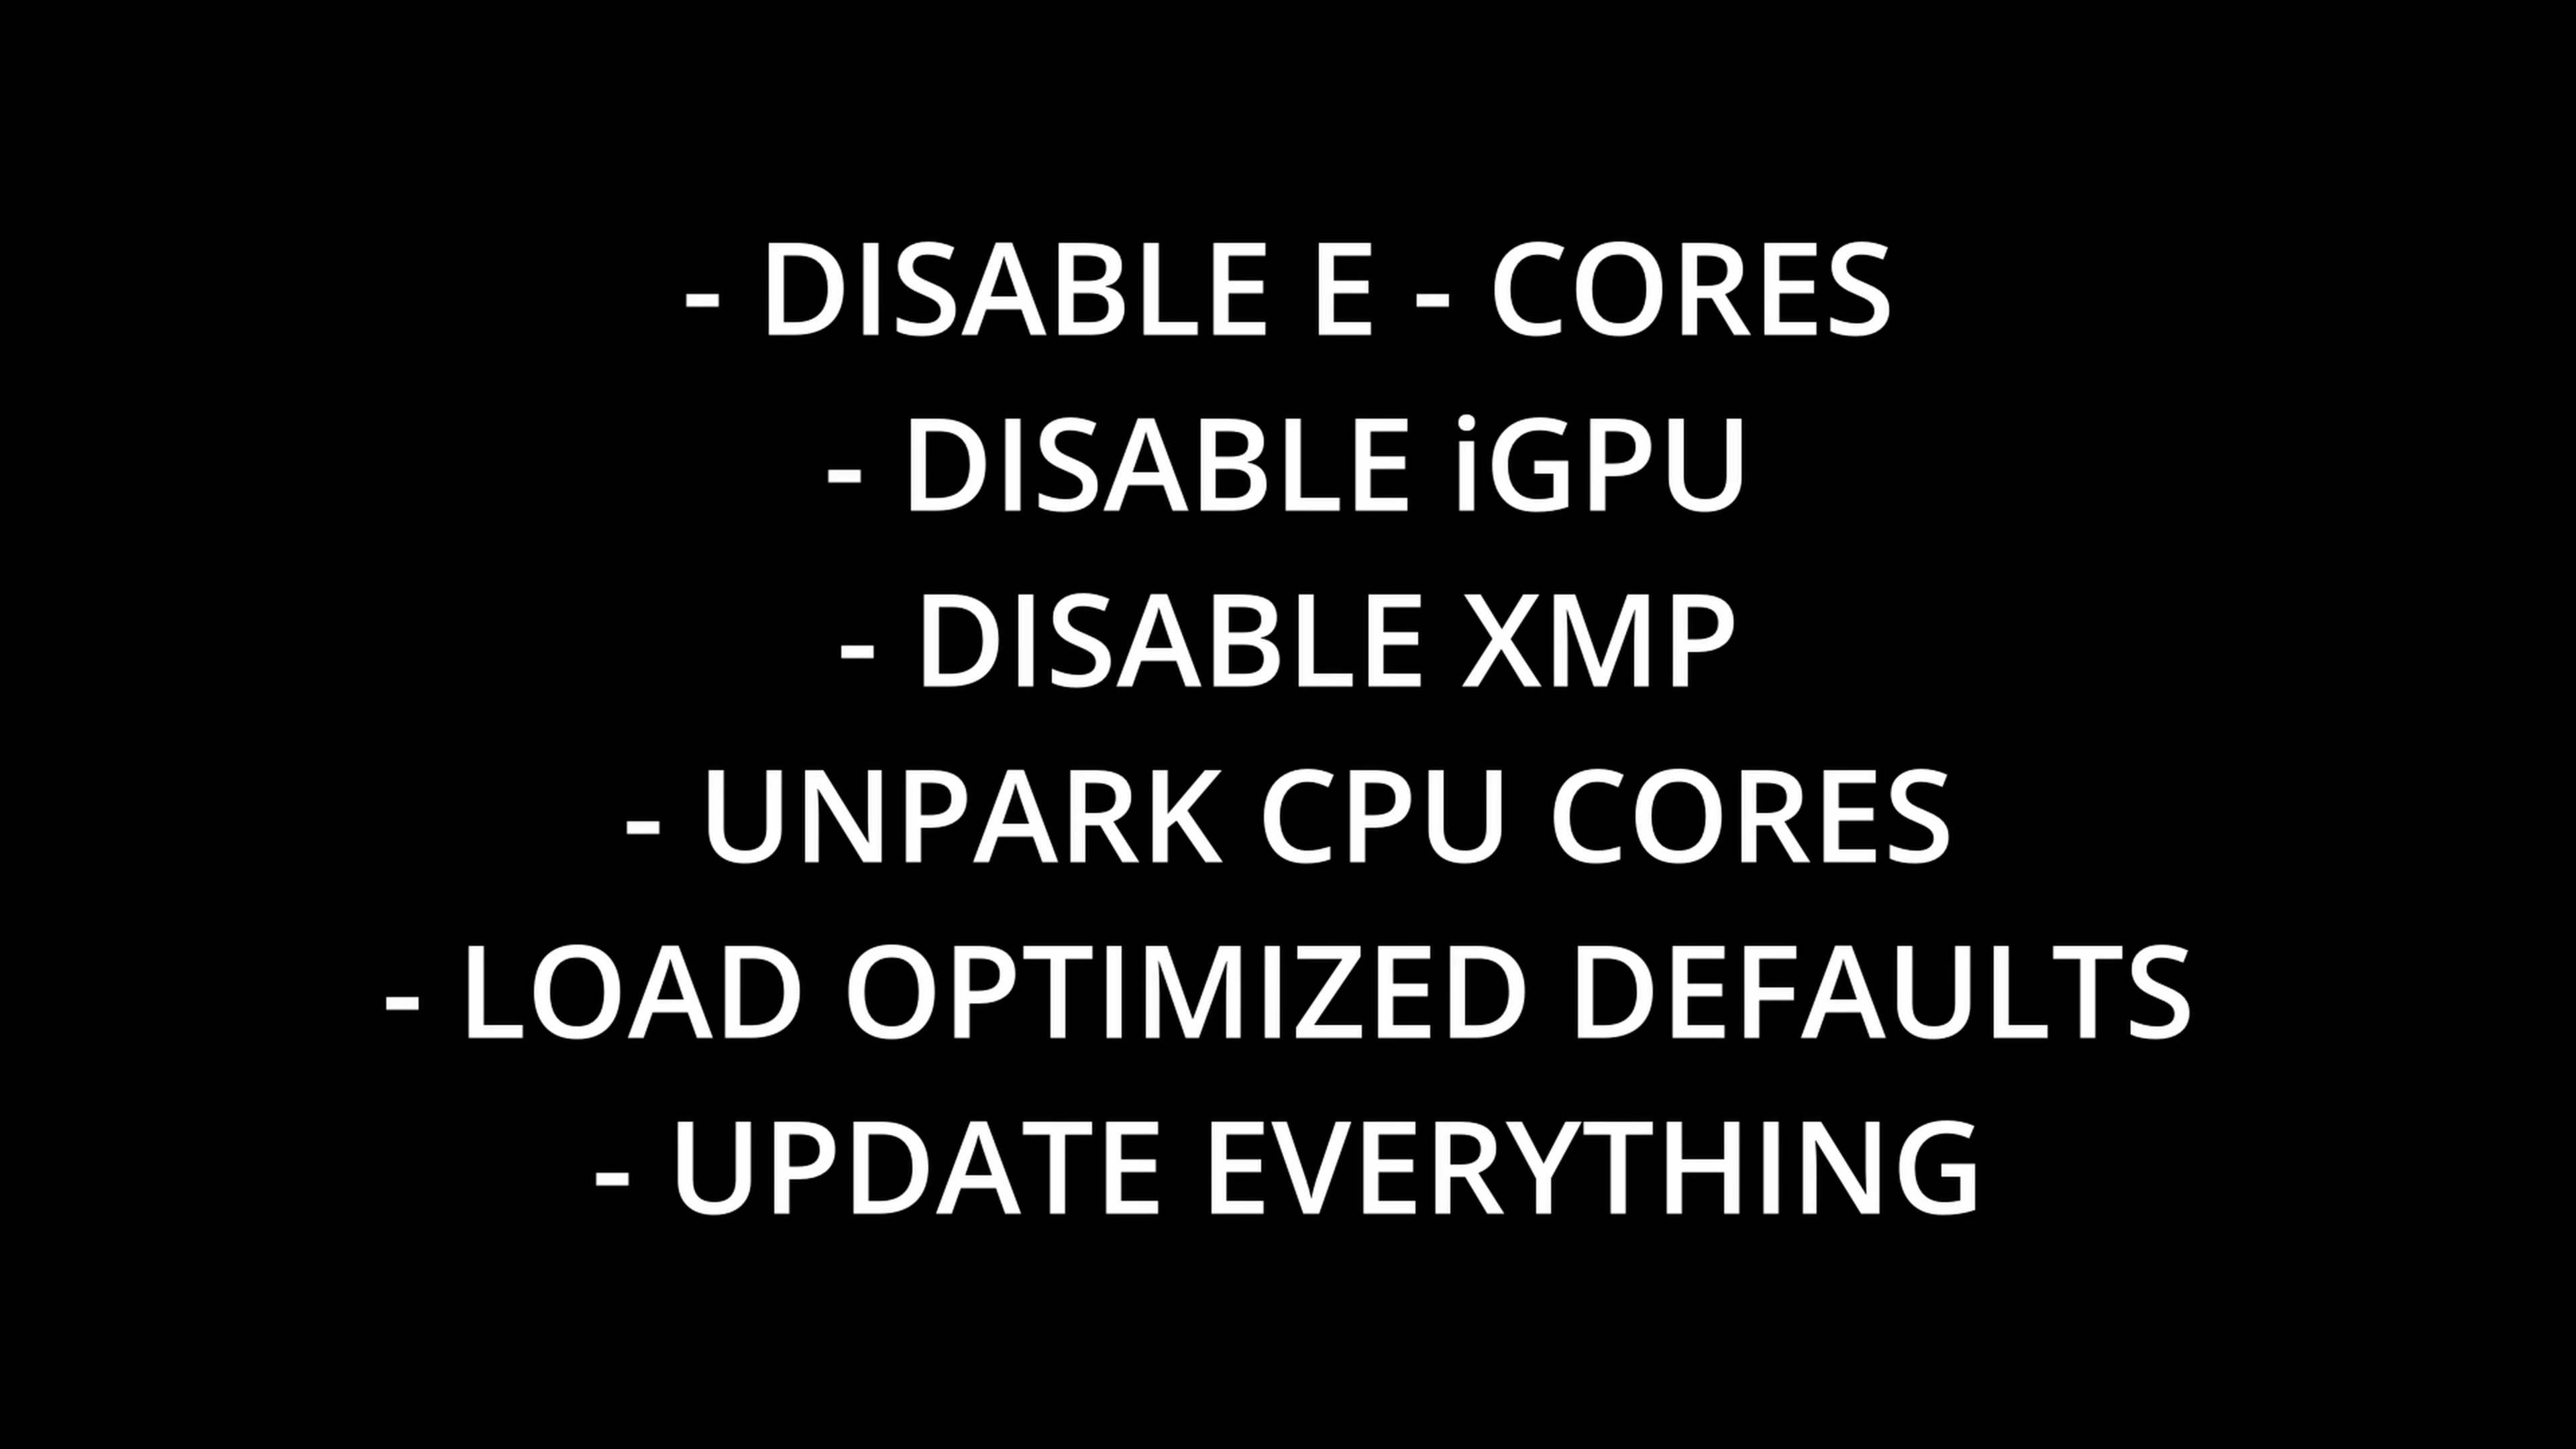 - DISABLE E - CORES
- DISABLE iGPU
- DISABLE XMP
- UNPARK CPU CORES
- LOAD OPTIMIZED DEFAULTS
- UPDATE EVERYTHING